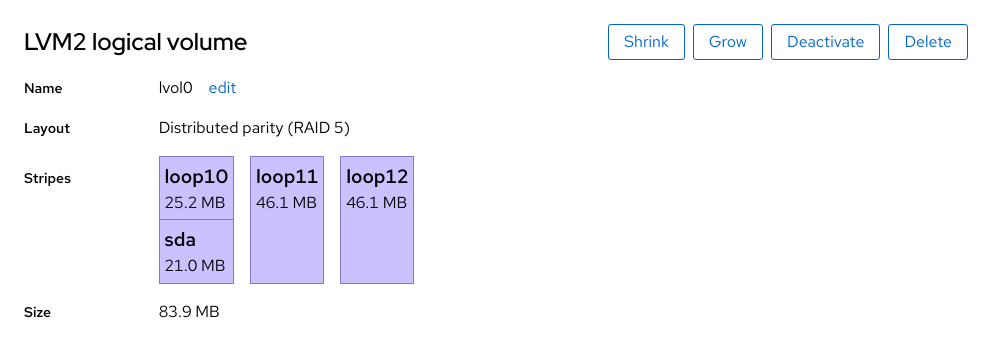 LVM2 logical volume Shrink Grow Deactivate Delete
Name lvol0 edit
Layout Distributed parity (RAID 5)
Stripes loop10 loop11 loop12
25.2 MB 46.1 MB 46.1 MB
sda
21.0 MB
Size 83.9 MB